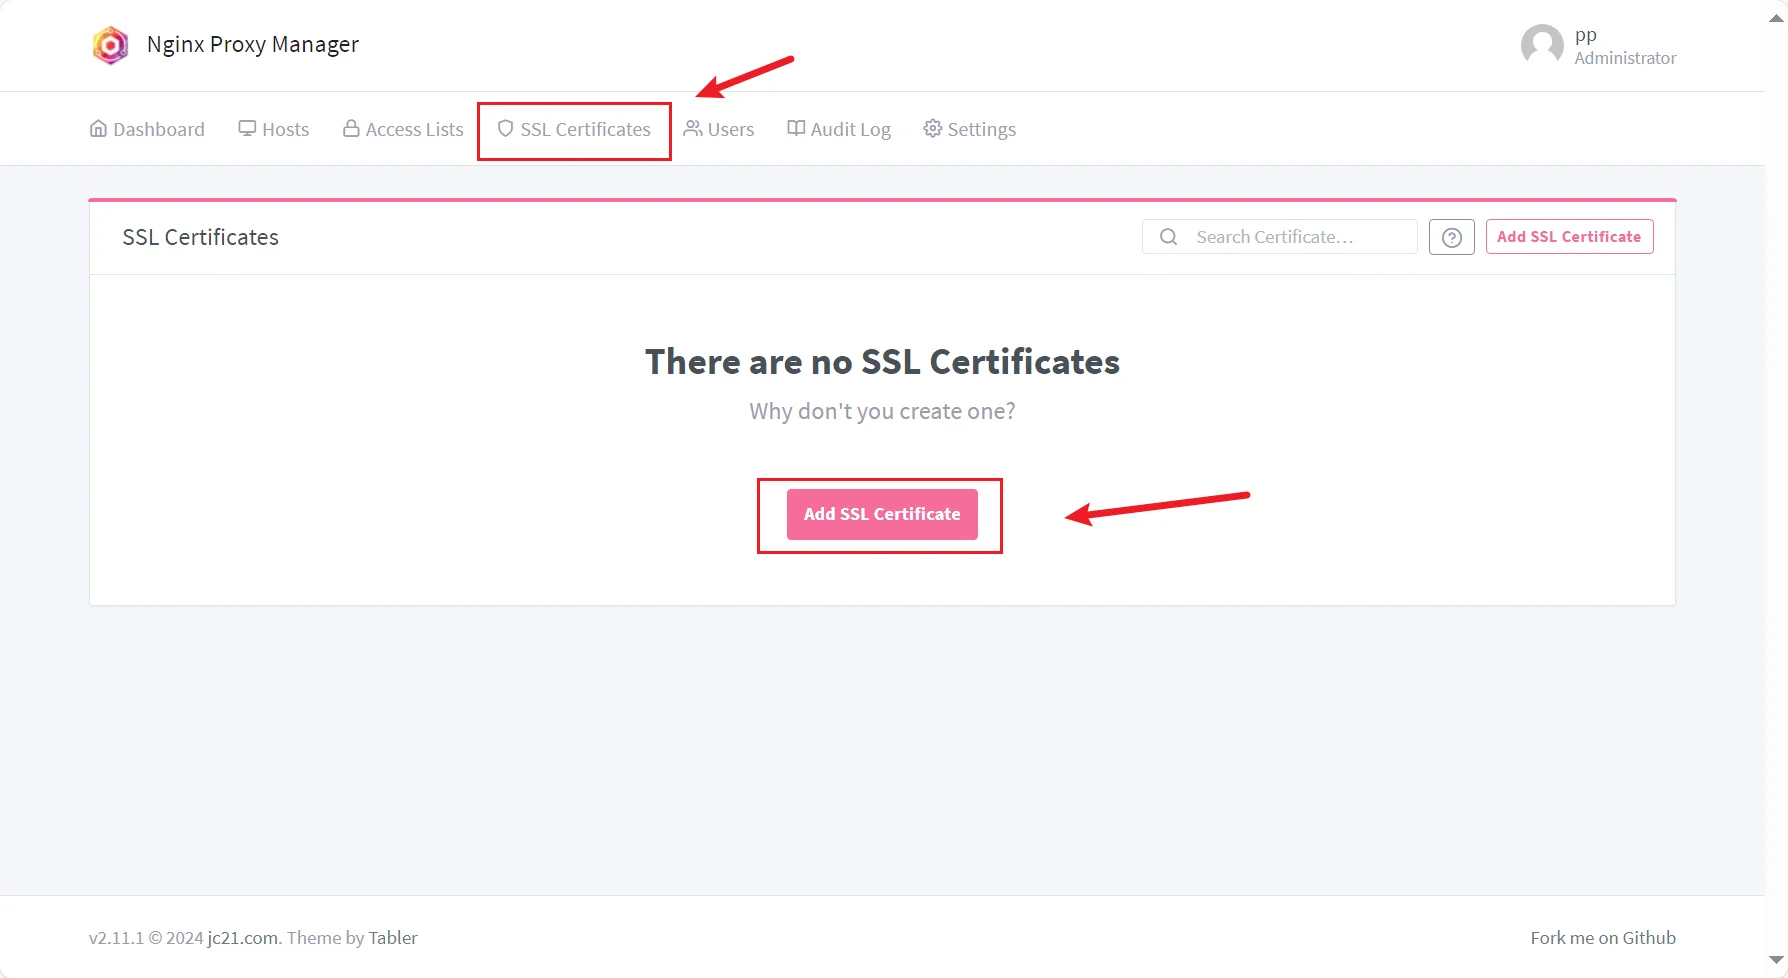 Nginx Proxy Manager
pp
Administrator
Dashboard Hosts Access Lists SSL Certificates Users Audit Log Settings
SSL Certificates
Search Certificate…
Add SSL Certificate
There are no SSL Certificates
Why don't you create one?
Add SSL Certificate
v2.11.1 © 2024 jc21.com. Theme by Tabler
Fork me on Github